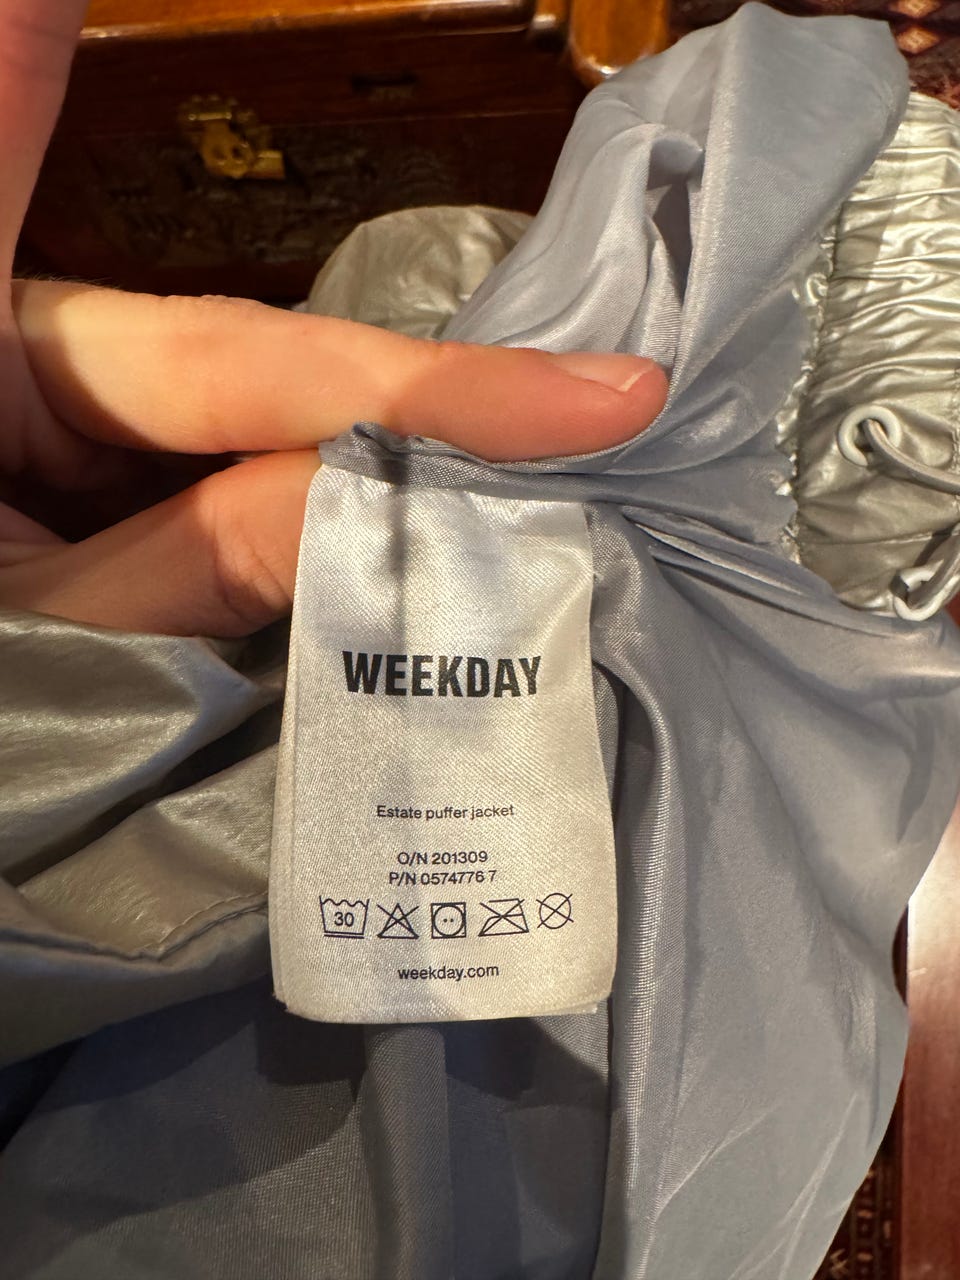 WEEKDAY
Estate puffer jacket
O/N 201309
P/N 0574776 7
30
weekday.com